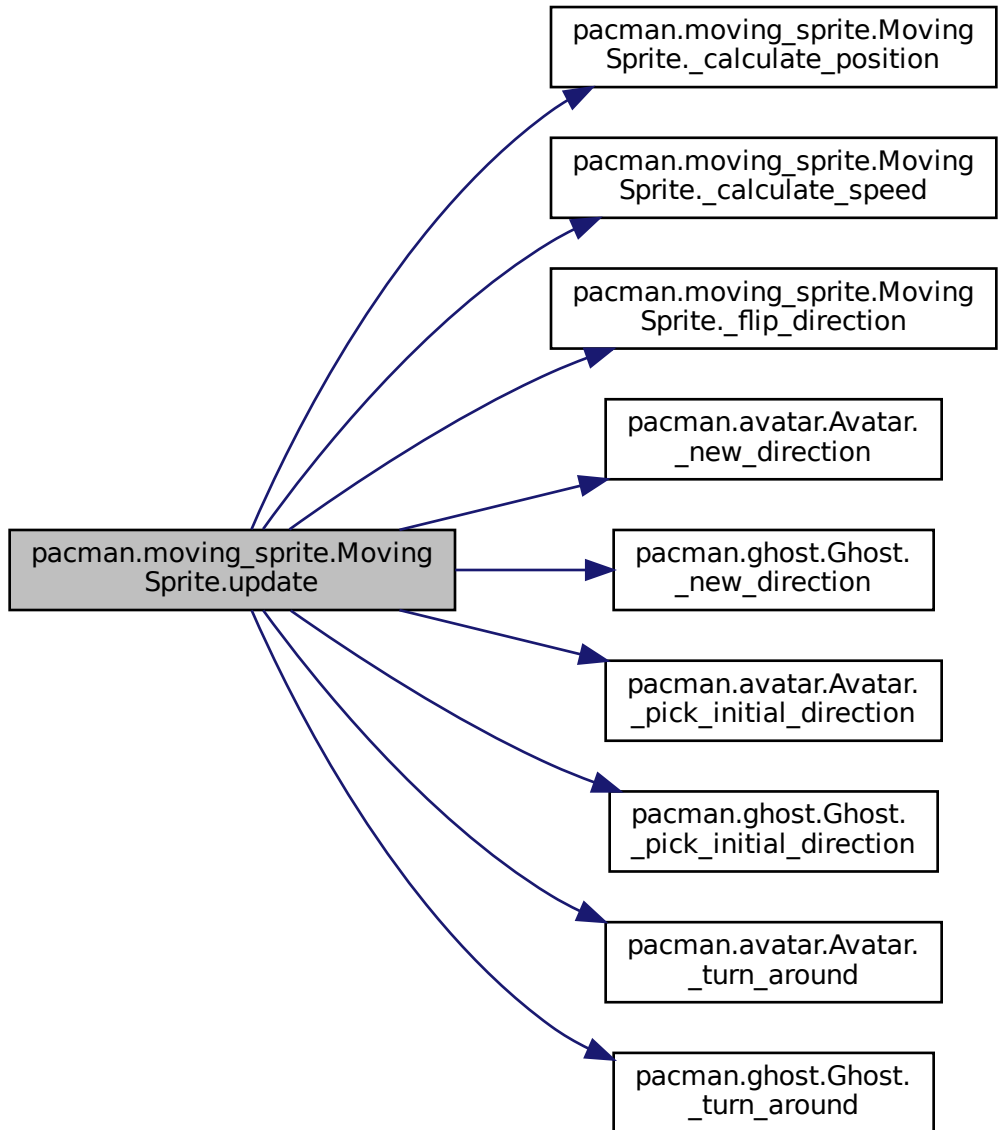 pacman.moving_sprite.Moving
Sprite._calculate_position
pacman.moving_sprite.Moving
Sprite._calculate_speed
pacman.moving_sprite.Moving
Sprite._flip_direction
pacman.avatar.Avatar.
_new_direction
pacman.moving_sprite.Moving
Sprite.update
pacman.ghost.Ghost.
_new_direction
pacman.avatar.Avatar.
_pick_initial_direction
pacman.ghost.Ghost.
_pick_initial_direction
pacman.avatar.Avatar.
_turn_around
pacman.ghost.Ghost.
_turn_around